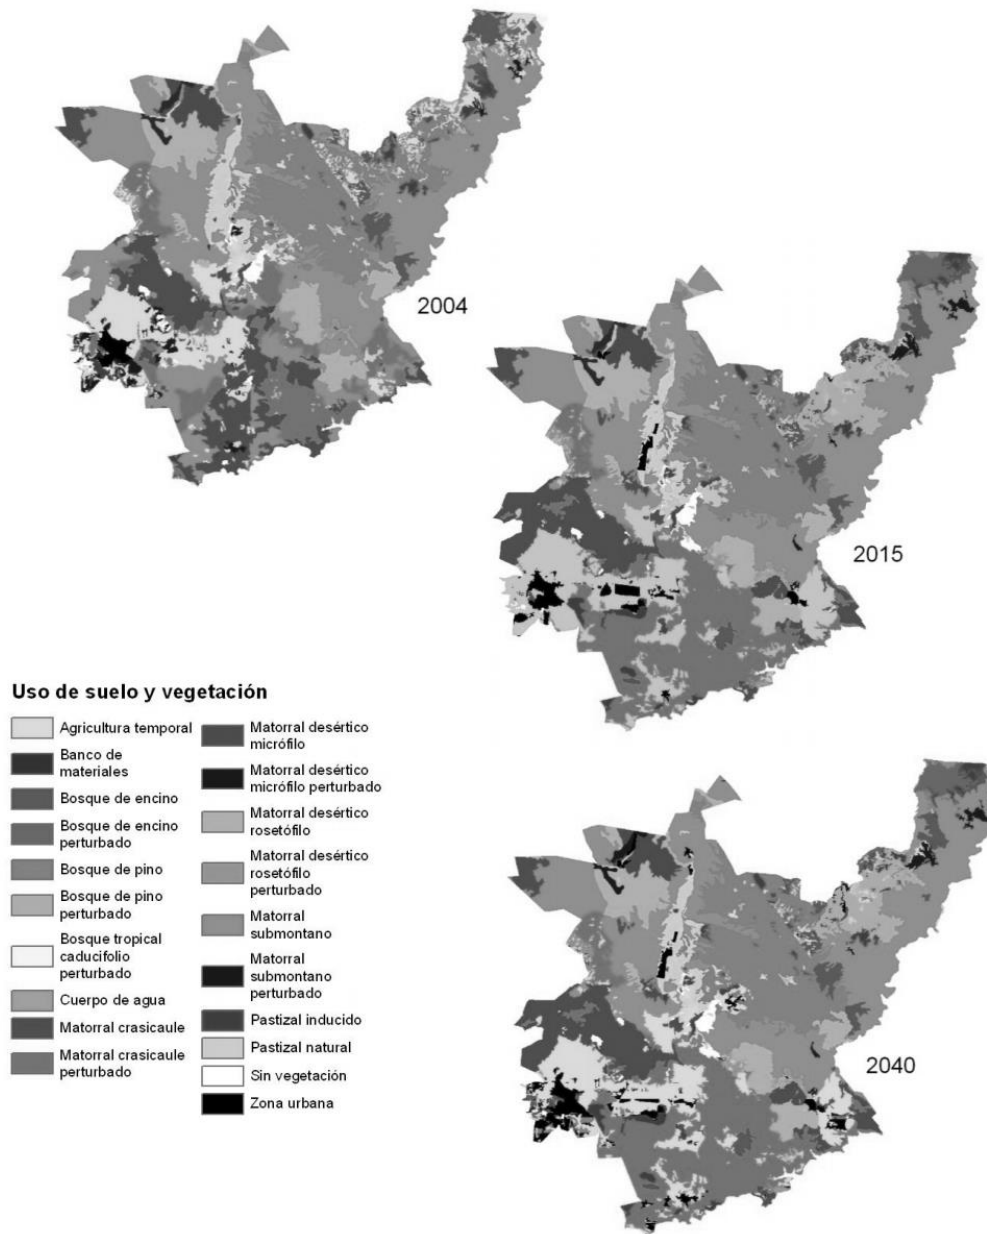 2004
2015
2040
Uso de suelo y vegetación
Agricultura temporal
Banco de
materiales
Bosque de encino
Bosque de encino
perturbado
Bosque de pino
Bosque de pino
perturbado
Bosque tropical
caducifolio
perturbado
Cuerpo de agua
Matorral crasicaule
Matorral crasicaule
perturbado
Matorral desértico
micrófilo
Matorral desértico
micrófilo perturbado
Matorral desértico
rosetófilo
Matorral desértico
rosetófilo
perturbado
Matorral
submontano
Matorral
submontano
perturbado
Pastizal inducido
Pastizal natural
Sin vegetación
Zona urbana